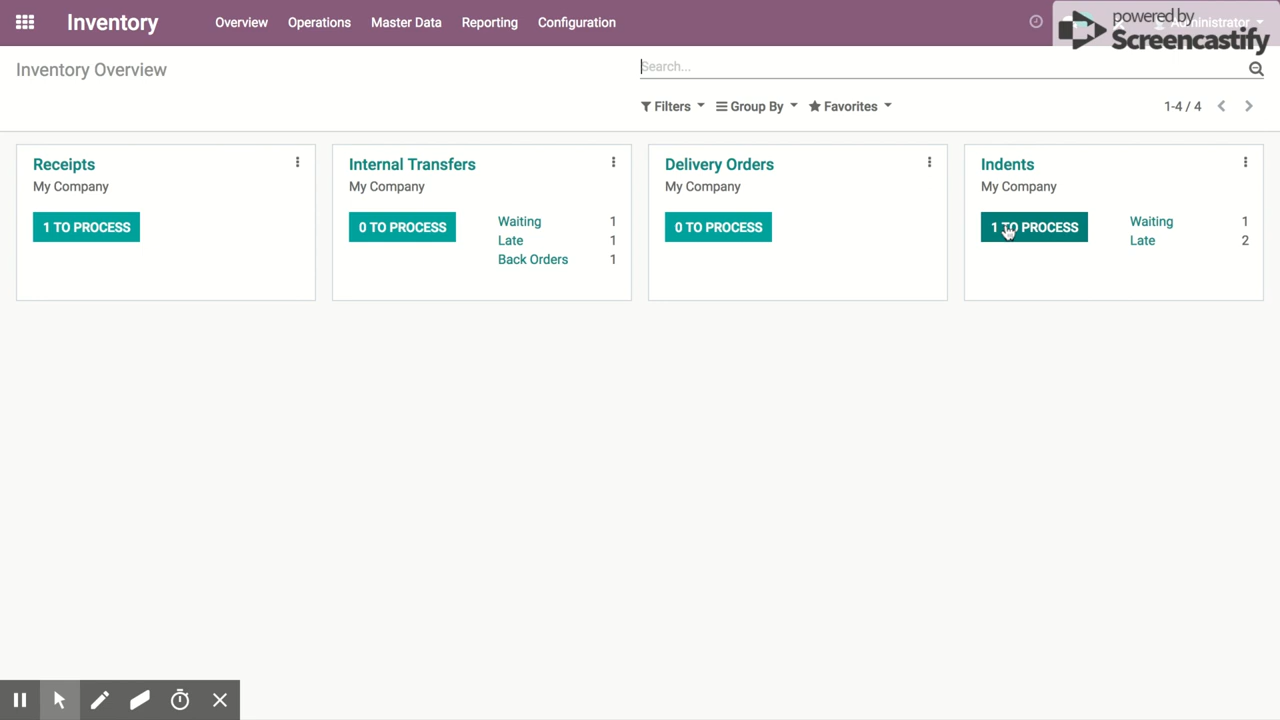 Inventory Overview Operations Master Data Reporting Configuration Administrator
powered by
Screencastify
Inventory Overview
Search...
Filters Group By Favorites 1-4 / 4
Receipts
My Company
1 TO PROCESS
Internal Transfers
My Company
0 TO PROCESS
Waiting 1
Late 1
Back Orders 1
Delivery Orders
My Company
0 TO PROCESS
Indents
My Company
1 TO PROCESS
Waiting 1
Late 2